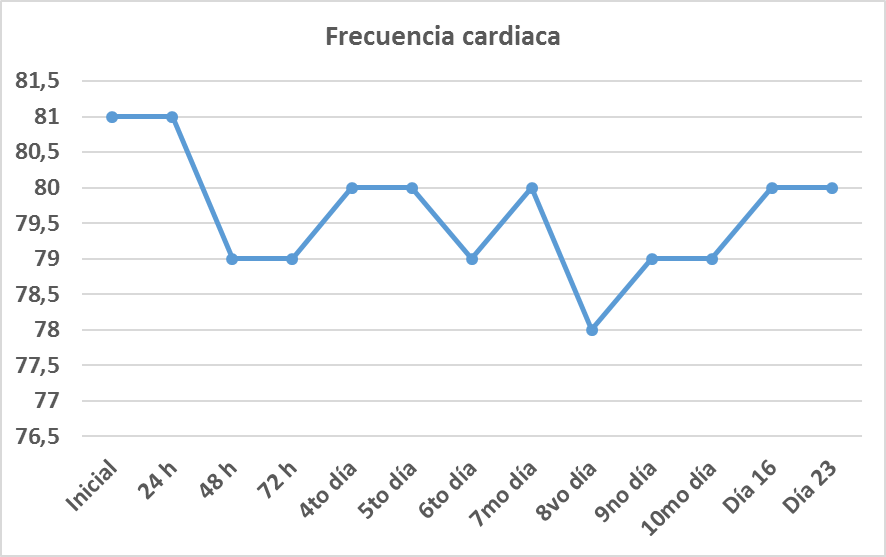 Frecuencia cardiaca
81,5
81
80,5
80
79,5
79
78,5
78
77,5
77
76,5
Inicial
24 h
48 h
72 h
4to día
5to día
6to día
7mo día
8vo día
9no día
10mo día
Día 16
Día 23